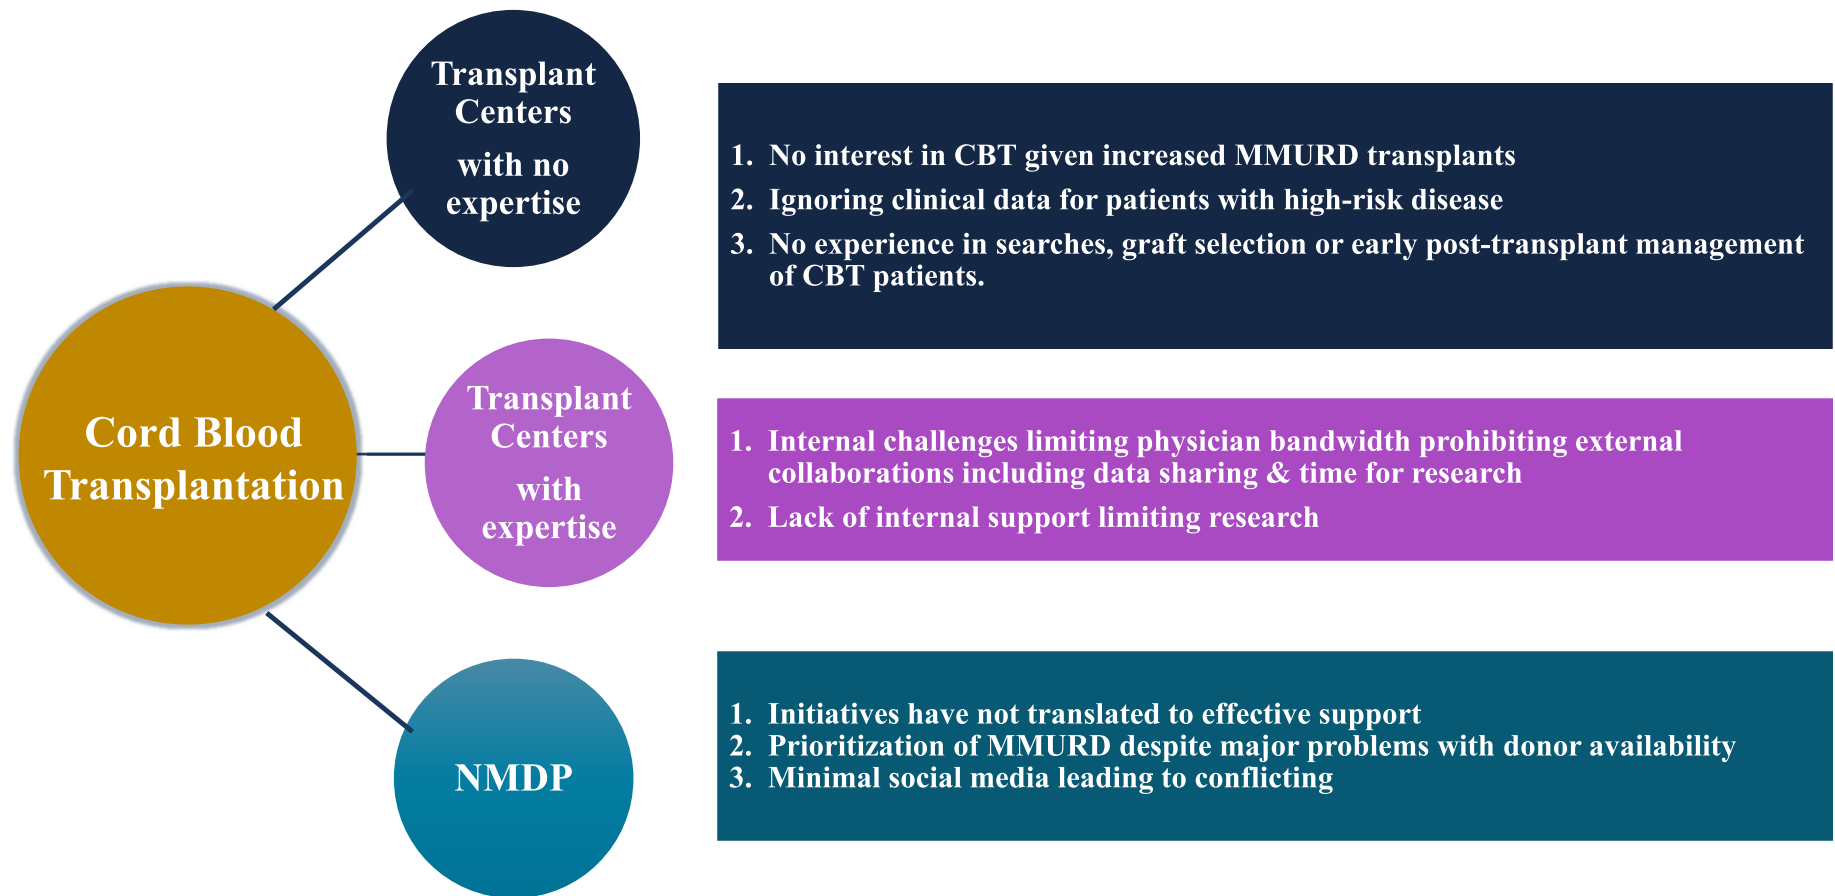 Transplant
Centers
with no
expertise
1. No interest in CBT given increased MMURD transplants
2. Ignoring clinical data for patients with high-risk disease
3. No experience in searches, graft selection or early post-transplant management
of CBT patients.
Cord Blood
Transplantation
Transplant
Centers
with
expertise
1. Internal challenges limiting physician bandwidth prohibiting external
collaborations including data sharing & time for research
2. Lack of internal support limiting research
NMDP
1. Initiatives have not translated to effective support
2. Prioritization of MMURD despite major problems with donor availability
3. Minimal social media leading to conflicting